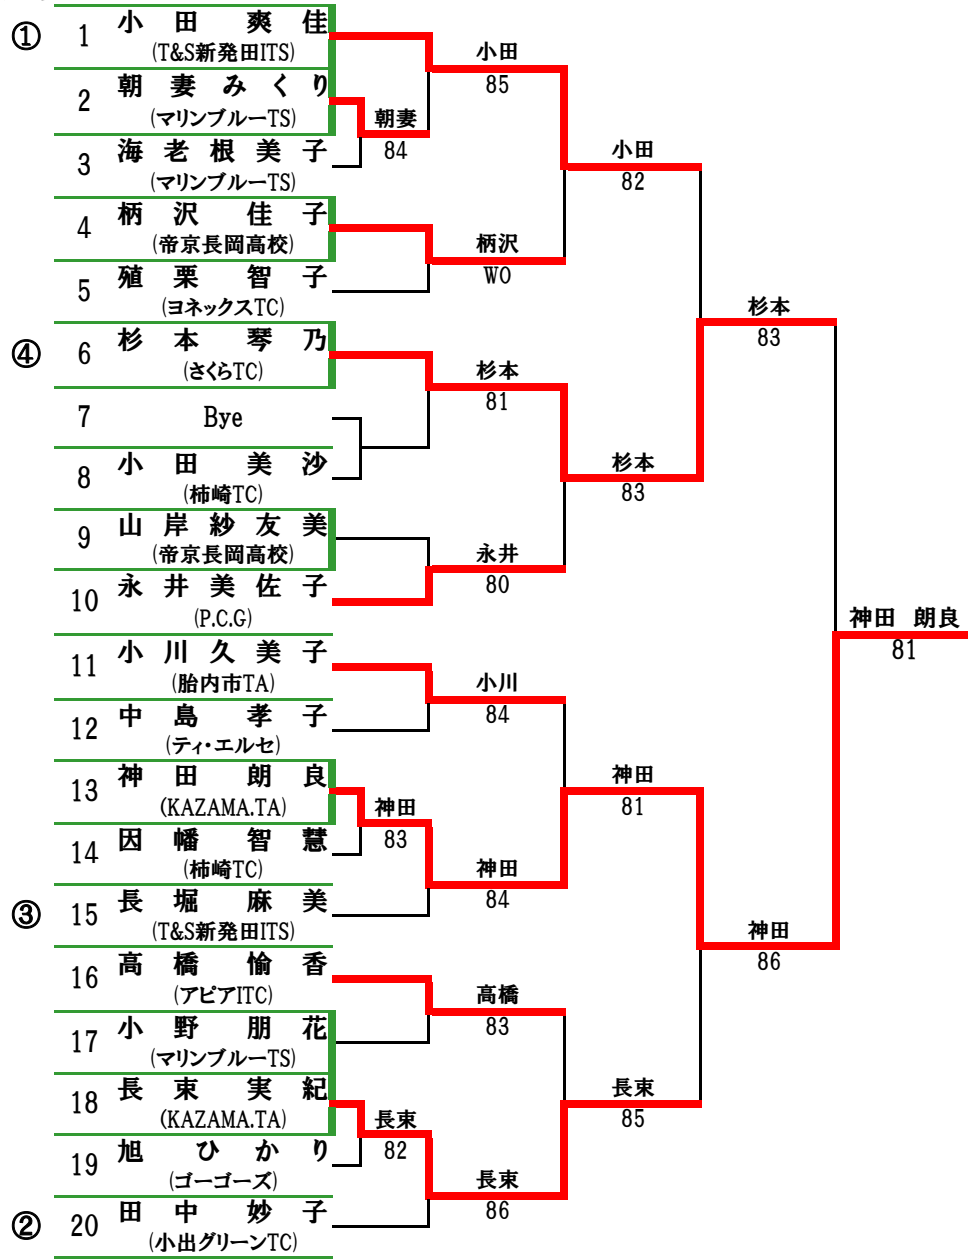 ① 1 小田爽佳
(T&S新発田ITS)
2 朝妻みくり
(マリンブルーTS)
3 海老根美子
(マリンブルーTS)
4 柄沢佳子
(帝京長岡高校)
5 殖栗智子
(ヨネックスTC)
④ 6 杉本琴乃
(さくらTC)
7 Bye
8 小田美沙
(柿崎TC)
9 山岸紗友美
(帝京長岡高校)
10 永井美佐子
(P.C.G)
11 小川久美子
(胎内市TA)
12 中島孝子
(ティ・エルセ)
13 神田朗良
(KAZAMA.TA)
14 因幡智慧
(柿崎TC)
③ 15 長堀麻美
(T&S新発田ITS)
16 高橋愉香
(アピアITC)
17 小野朋花
(マリンブルーTS)
18 長束実紀
(KAZAMA.TA)
19 旭ひかり
(ゴーゴーズ)
② 20 田中妙子
(小出グリーンTC)
朝妻
84
神田
83
長束
82
小田
85
柄沢
WO
杉本
81
永井
80
小川
84
神田
84
高橋
83
長束
86
小田
82
杉本
83
神田
81
長束
85
杉本
83
神田
86
神田 朗良
81